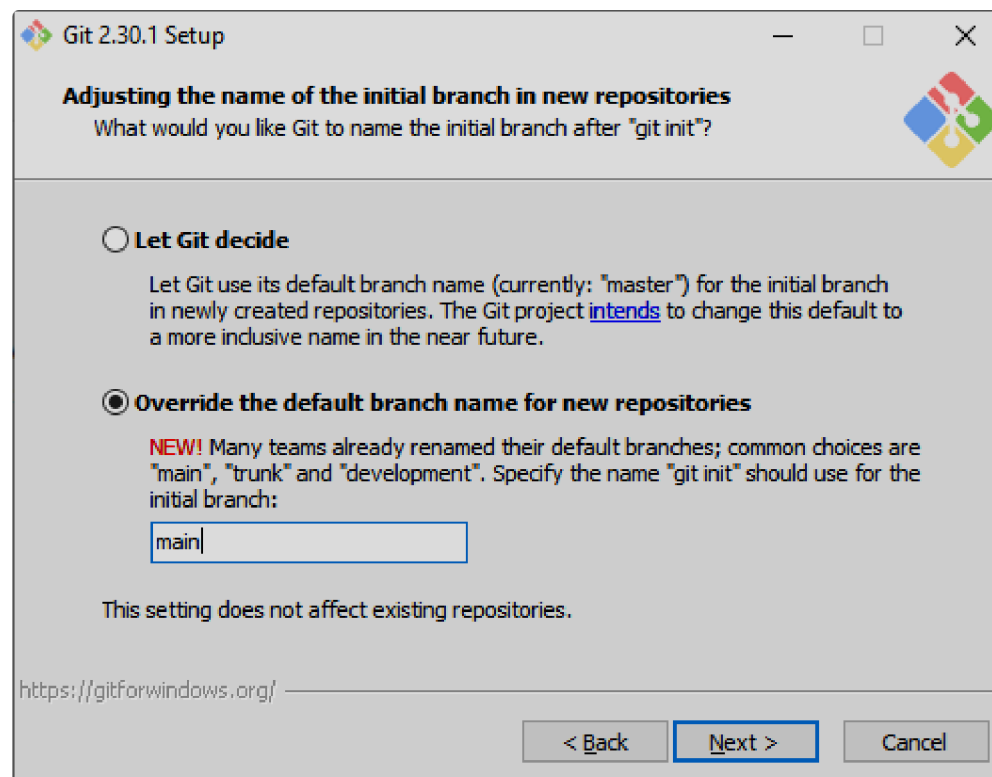 Git 2.30.1 Setup
Adjusting the name of the initial branch in new repositories
What would you like Git to name the initial branch after "git init"?
Let Git decide
Let Git use its default branch name (currently: "master") for the initial branch
in newly created repositories. The Git project intends to change this default to
a more inclusive name in the near future.
Override the default branch name for new repositories
NEW! Many teams already renamed their default branches; common choices are
"main", "trunk" and "development". Specify the name "git init" should use for the
initial branch:
main
This setting does not affect existing repositories.
https://gitforwindows.org/
< Back Next > Cancel